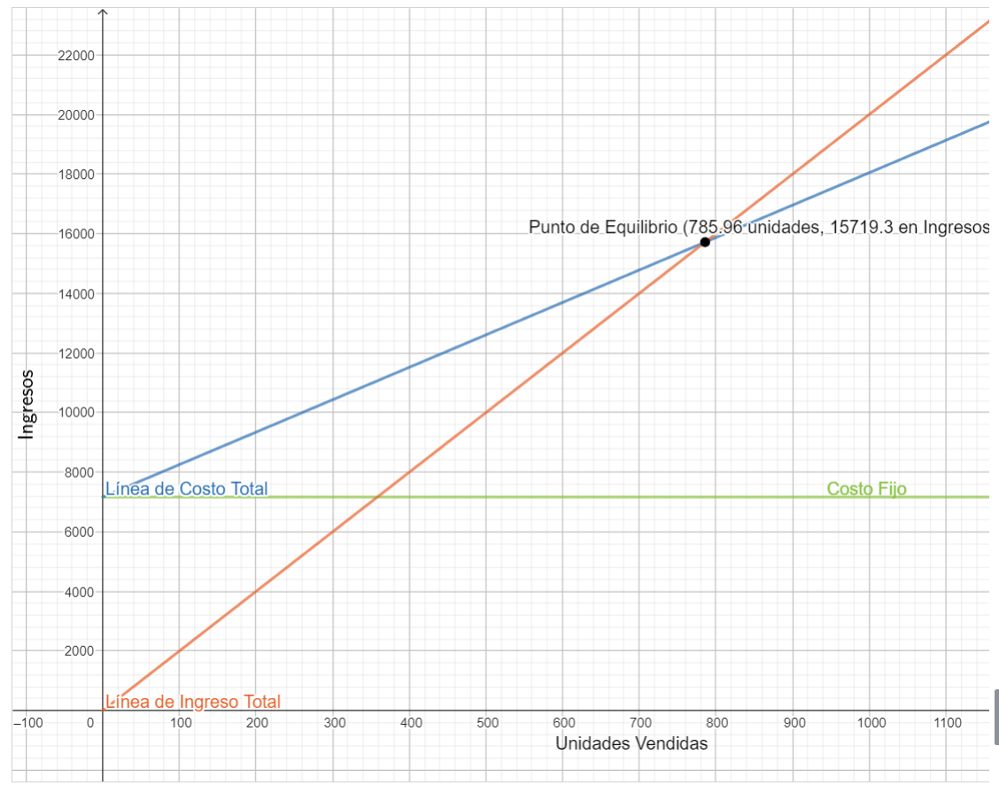 22000
20000
18000
16000
Punto de Equilibrio (785.96 unidades, 15719.3 en Ingresos
14000
12000
10000
Ingresos
8000
Línea de Costo Total
Costo Fijo
6000
4000
2000
Línea de Ingreso Total
–100 0 100 200 300 400 500 600 700 800 900 1000 1100
Unidades Vendidas